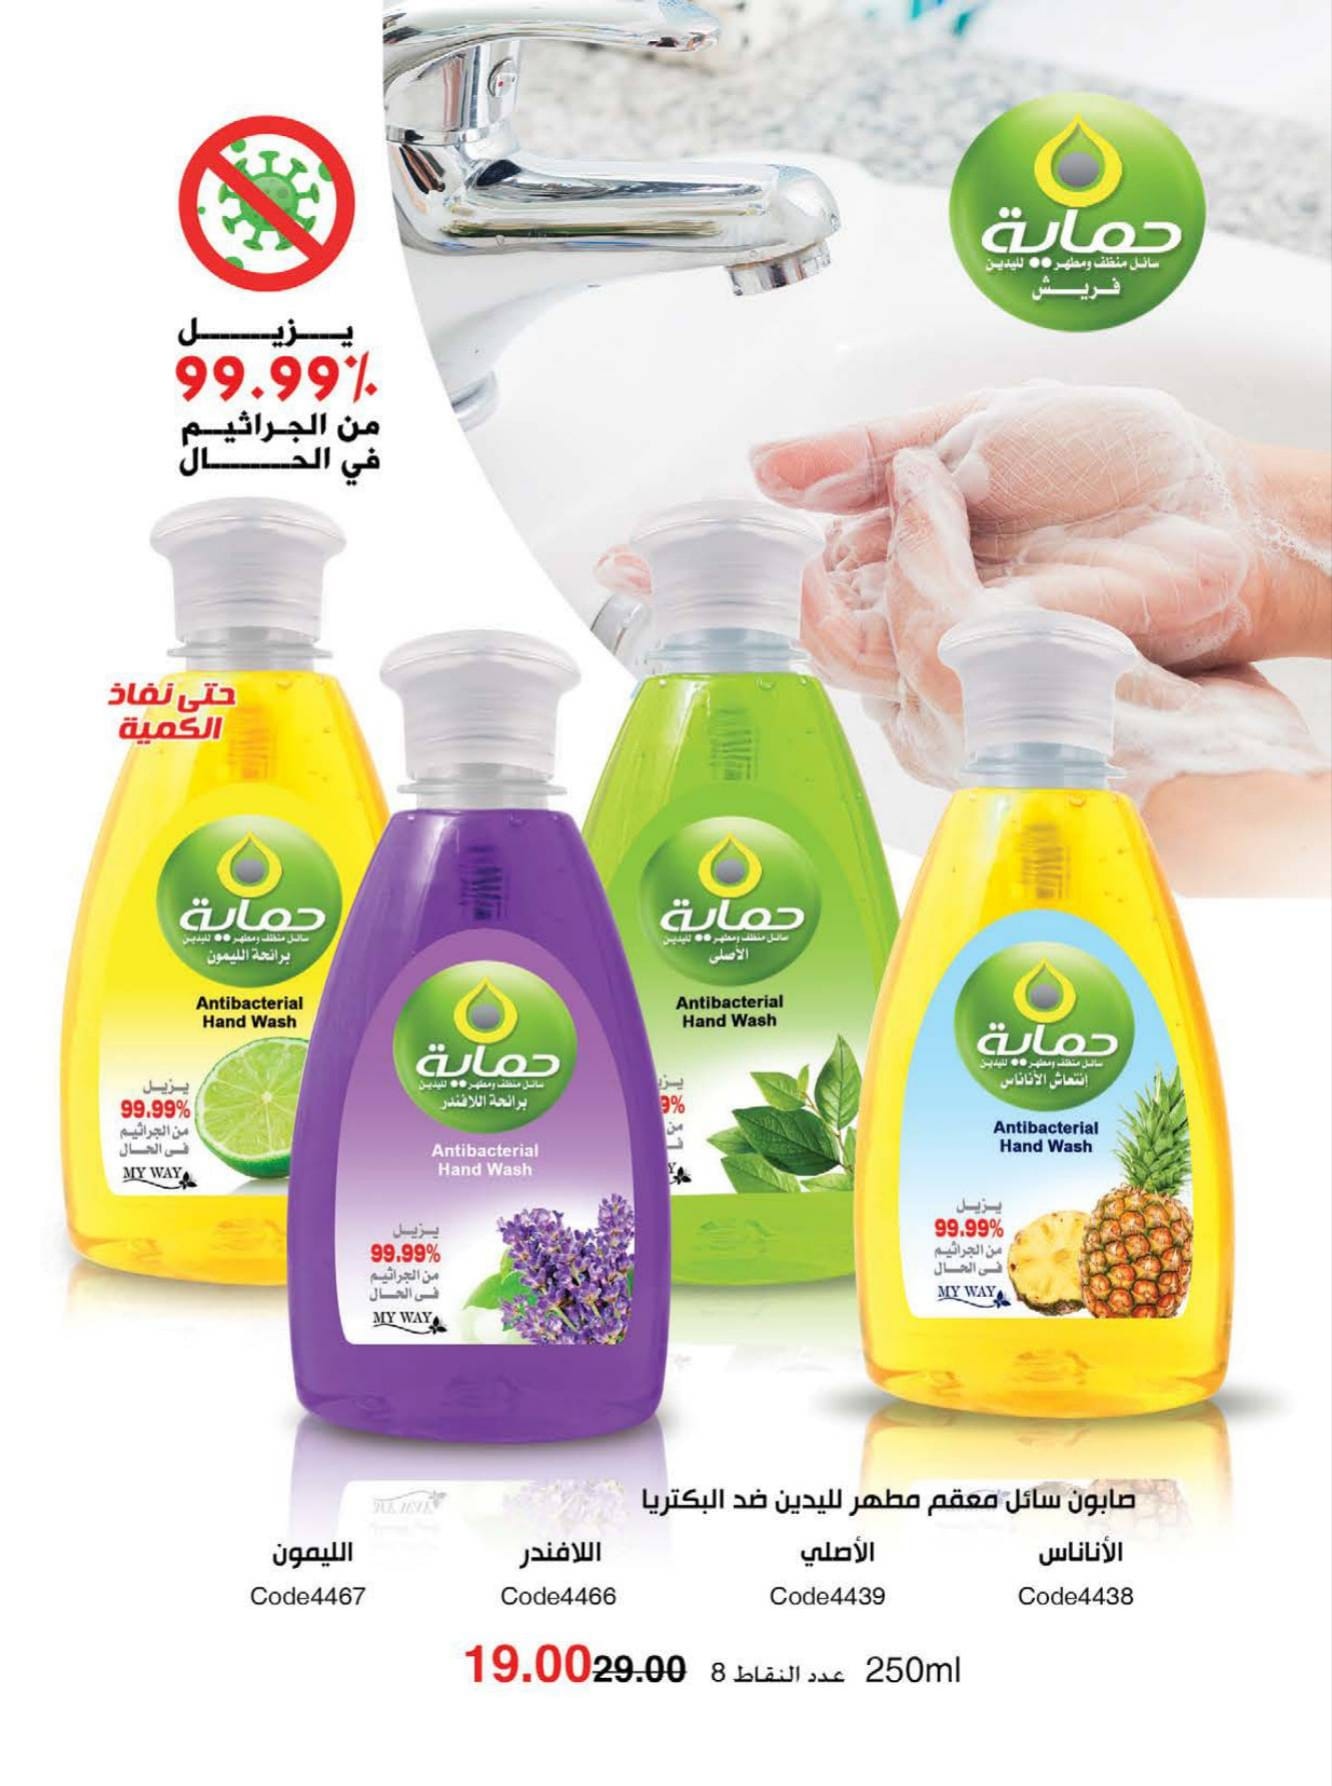 حماية
سائل منظف ومطهر لليدين
فريش
يزيل
99.99%
من الجراثيم
في الحال
حتى نفاذ
الكمية
حماية
سائل منظف ومطهر لليدين
برائحة الليمون
Antibacterial
Hand Wash
يزيل
99.99%
من الجراثيم
فى الحال
MY WAY
حماية
سائل منظف ومطهر لليدين
برائحة اللافندر
Antibacterial
Hand Wash
يزيل
99.99%
من الجراثيم
فى الحال
MY WAY
حماية
سائل منظف ومطهر لليدين
الأصلى
Antibacterial
Hand Wash
حماية
سائل منظف ومطهر لليدين
إنتعاش الأناناس
Antibacterial
Hand Wash
يزيل
99.99%
من الجراثيم
فى الحال
MY WAY
صابون سائل معقم مطهر لليدين ضد البكتريا
الأناناس الأصلي اللافندر الليمون
Code4438 Code4439 Code4466 Code4467
250ml عدد النقاط 8 29.00 19.00